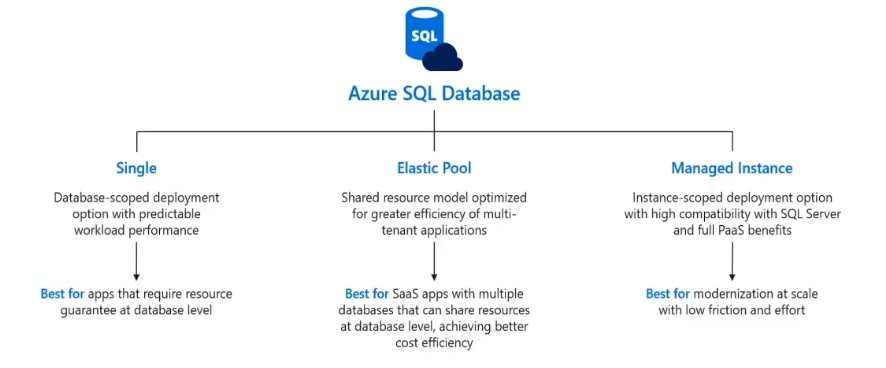 SQL
Azure SQL Database
Single
Database-scoped deployment
option with predictable
workload performance
Best for apps that require resource
guarantee at database level
Elastic Pool
Shared resource model optimized
for greater efficiency of multi-
tenant applications
Best for SaaS apps with multiple
databases that can share resources
at database level, achieving better
cost efficiency
Managed Instance
Instance-scoped deployment option
with high compatibility with SQL Server
and full PaaS benefits
Best for modernization at scale
with low friction and effort